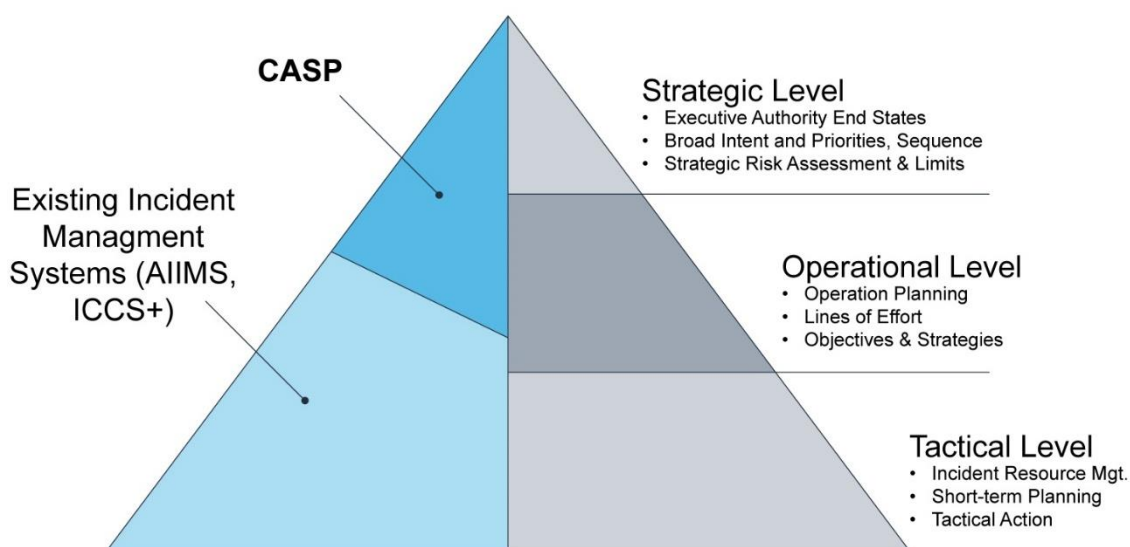 CASP
Existing Incident
Managment
Systems (AIIMS,
ICCS+)
Strategic Level
• Executive Authority End States
• Broad Intent and Priorities, Sequence
• Strategic Risk Assessment & Limits
Operational Level
• Operation Planning
• Lines of Effort
• Objectives & Strategies
Tactical Level
• Incident Resource Mgt.
• Short-term Planning
• Tactical Action